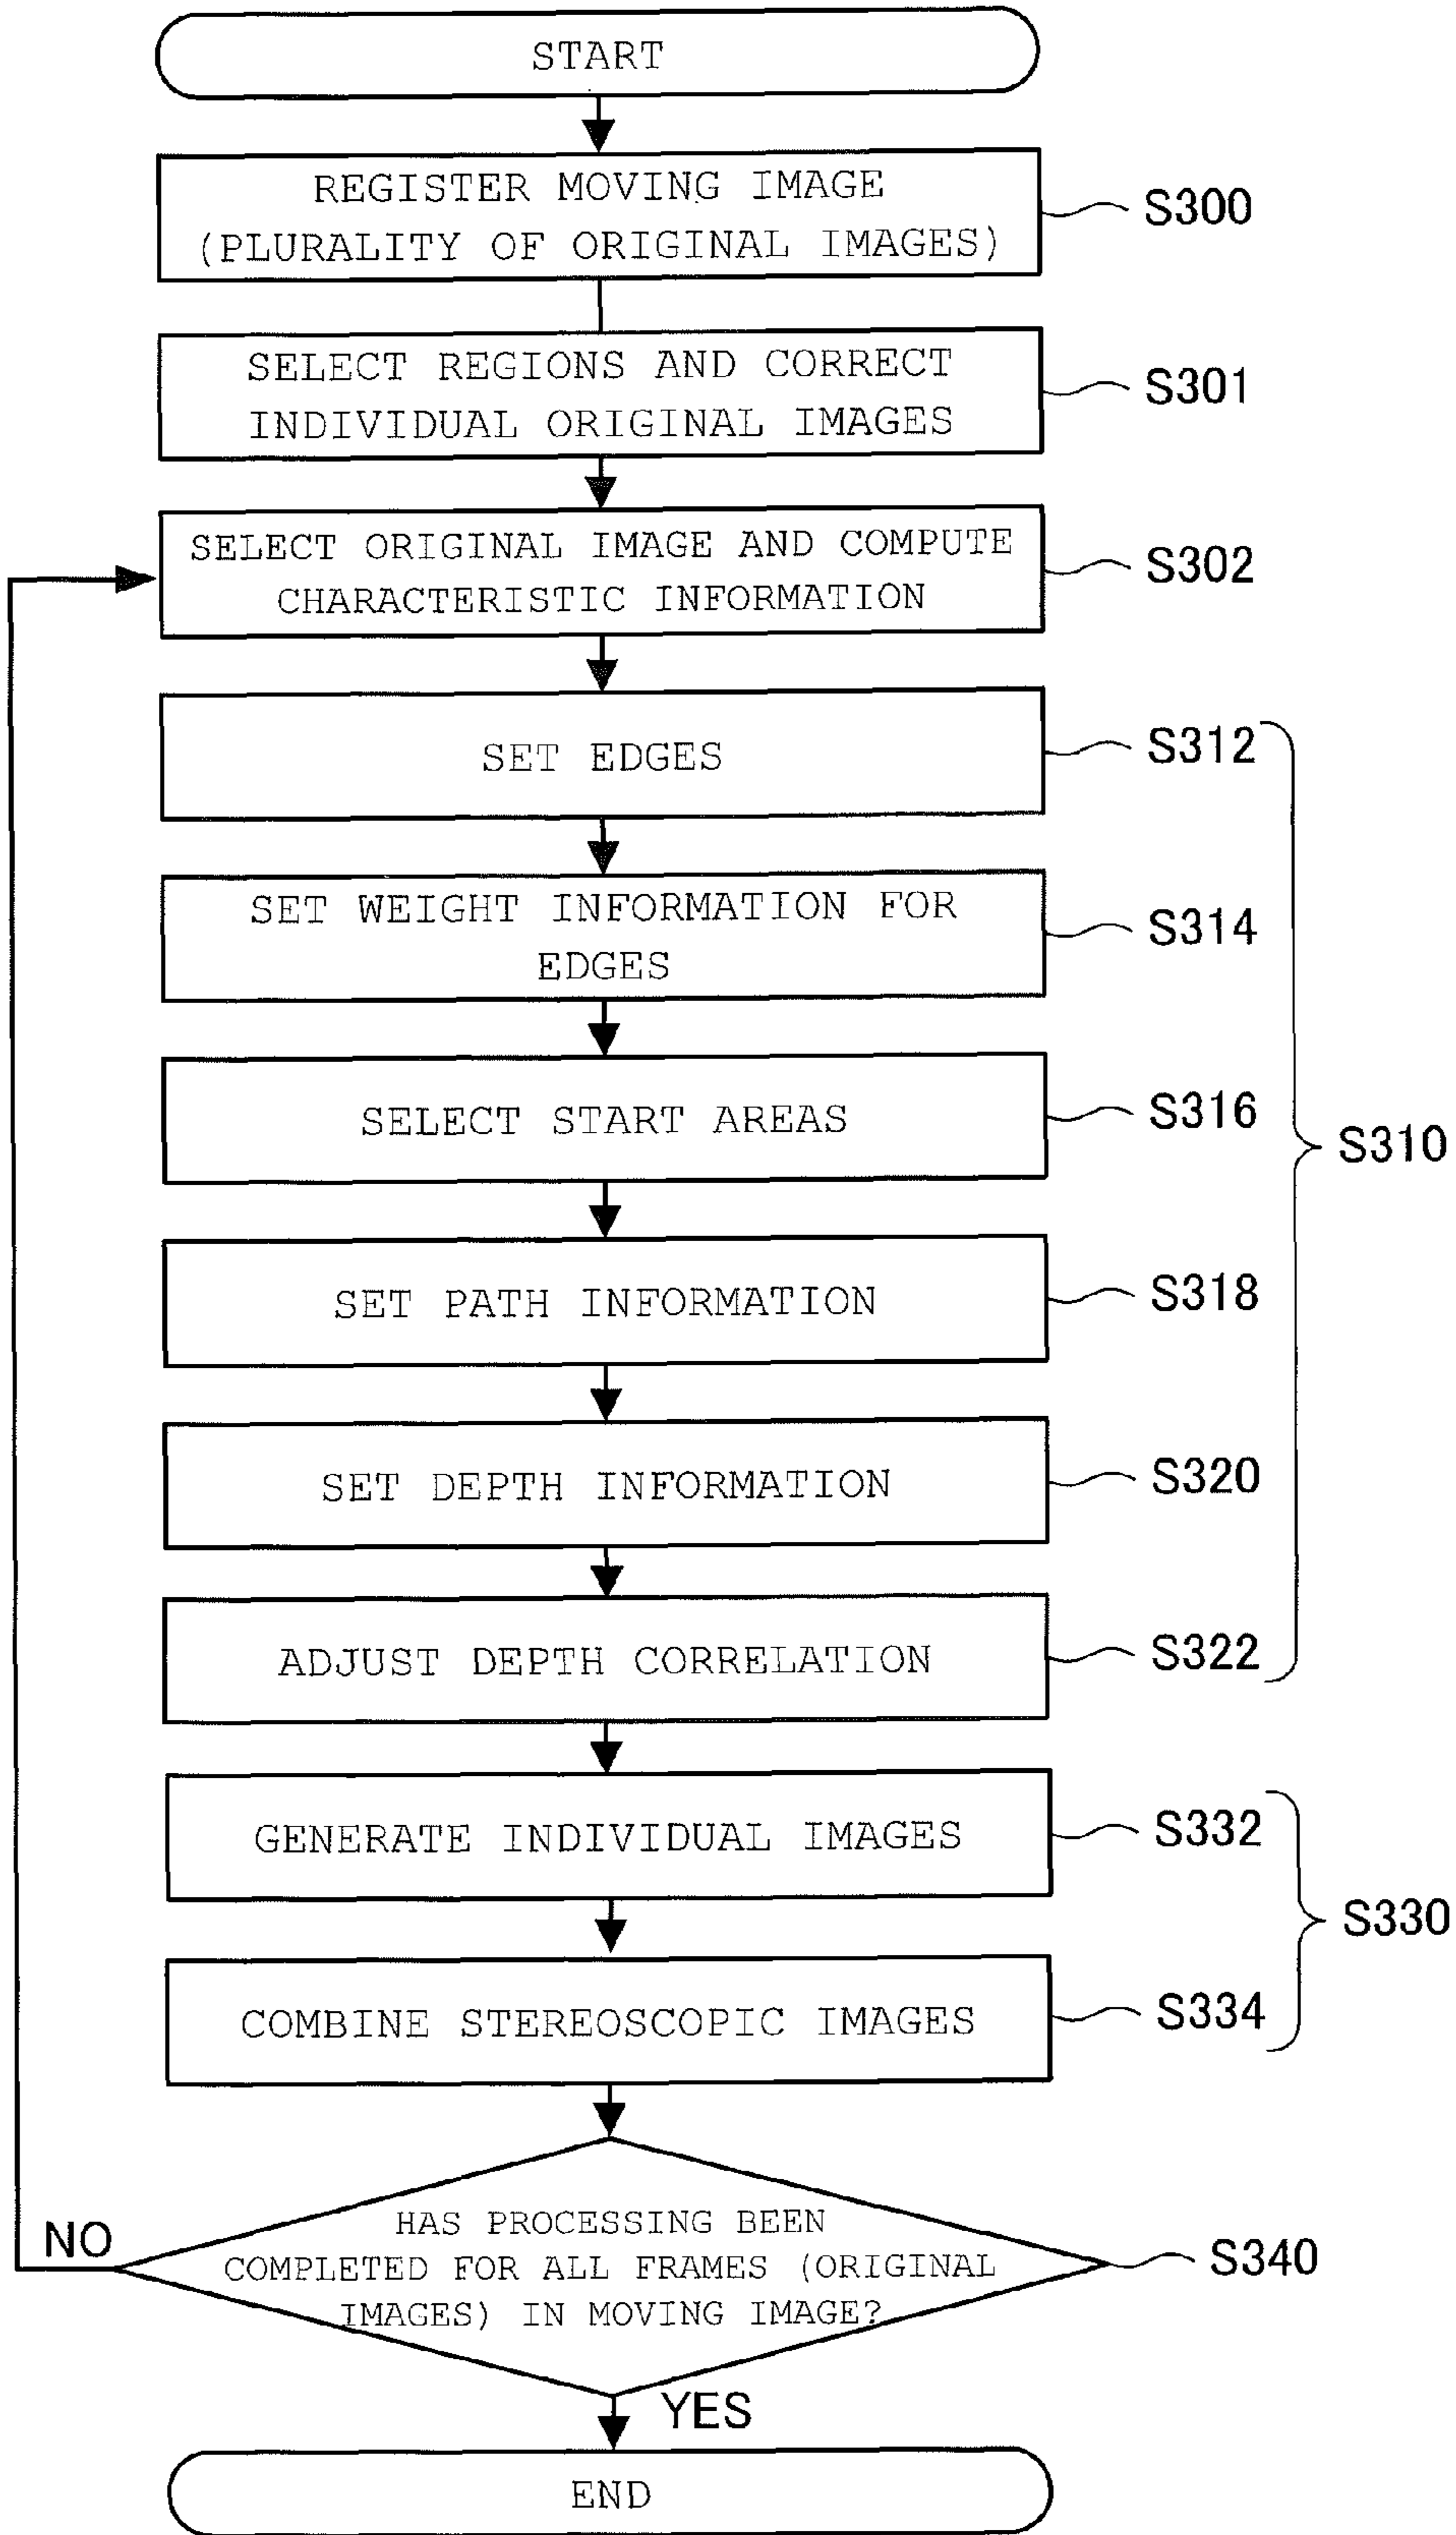 START
REGISTER MOVING IMAGE
(PLURALITY OF ORIGINAL IMAGES)
S300
SELECT REGIONS AND CORRECT
INDIVIDUAL ORIGINAL IMAGES
S301
SELECT ORIGINAL IMAGE AND COMPUTE
CHARACTERISTIC INFORMATION
S302
SET EDGES
S312
SET WEIGHT INFORMATION FOR
EDGES
S314
SELECT START AREAS
S316
S310
SET PATH INFORMATION
S318
SET DEPTH INFORMATION
S320
ADJUST DEPTH CORRELATION
S322
GENERATE INDIVIDUAL IMAGES
S332
S330
COMBINE STEREOSCOPIC IMAGES
S334
HAS PROCESSING BEEN
COMPLETED FOR ALL FRAMES (ORIGINAL
IMAGES) IN MOVING IMAGE?
S340
NO
YES
END